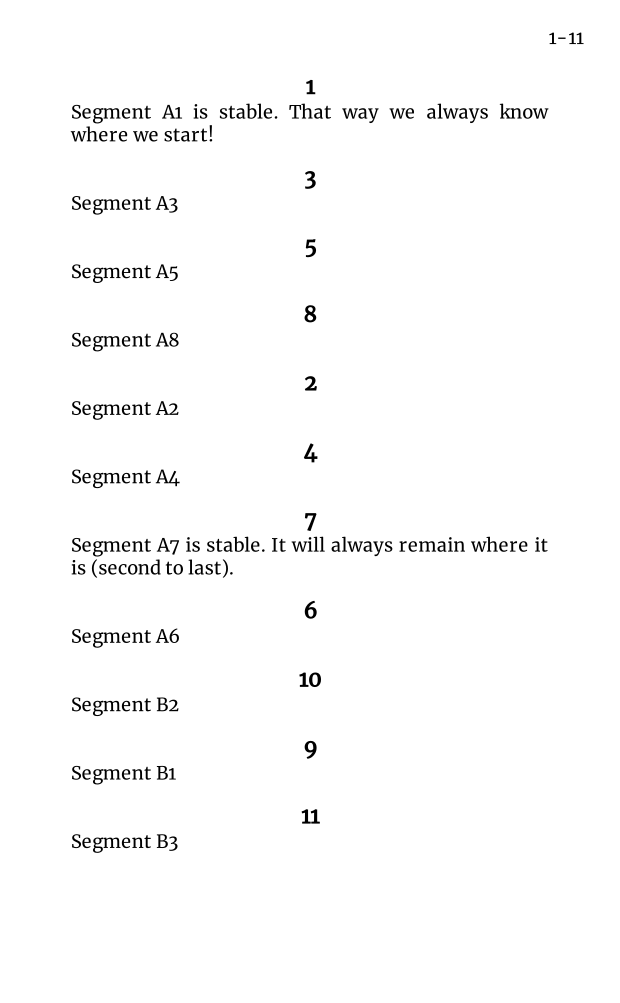 1–11
1
Segment A1 is stable. That way we always know
where we start!
3
Segment A3
5
Segment A5
8
Segment A8
2
Segment A2
4
Segment A4
7
Segment A7 is stable. It will always remain where it
is (second to last).
6
Segment A6
10
Segment B2
9
Segment B1
11
Segment B3